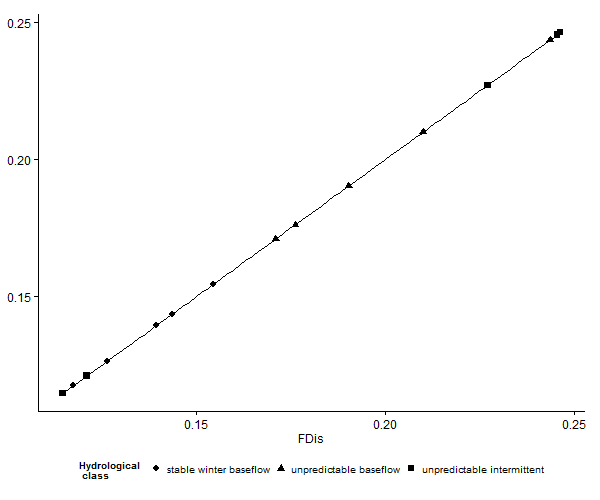 0.25
0.20
0.15
0.15 0.20 0.25
FDis
Hydrological
class
stable winter baseflow unpredictable baseflow unpredictable intermittent